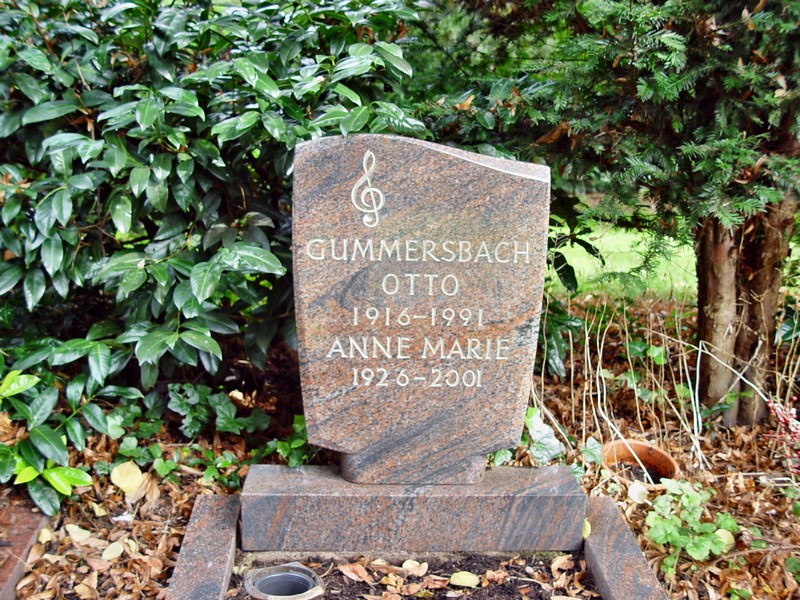 GUMMERSBACH
OTTO
1916–1991
ANNE MARIE
1926–2001